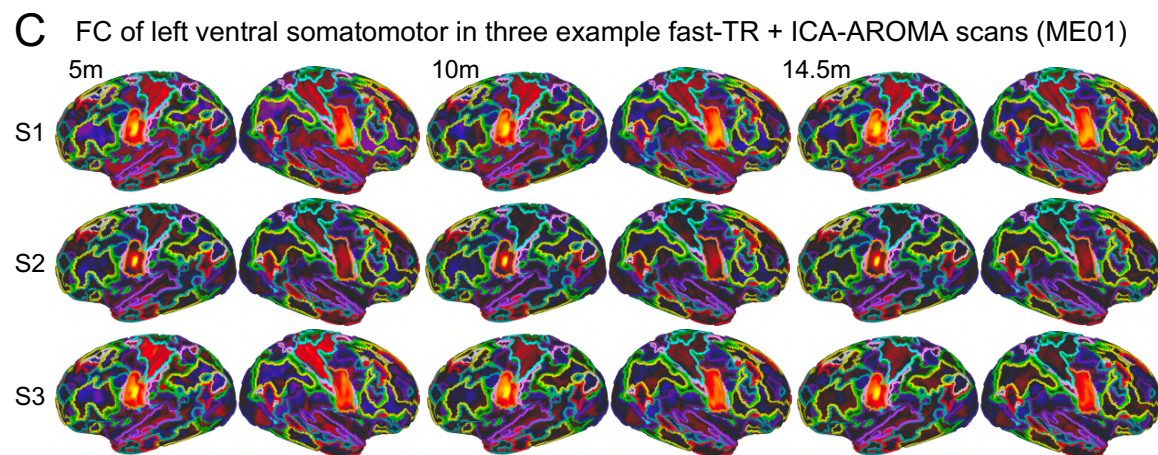 C FC of left ventral somatomotor in three example fast-TR + ICA-AROMA scans (ME01)
5m 10m 14.5m
S1
S2
S3